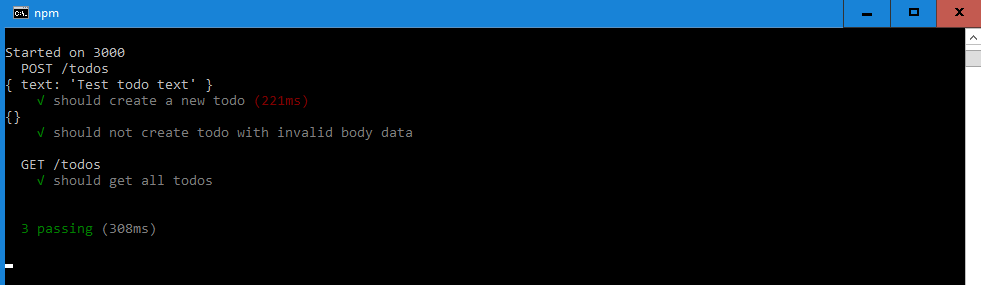 C:\. npm
Started on 3000
POST /todos
{ text: 'Test todo text' }
√ should create a new todo (221ms)
{}
√ should not create todo with invalid body data
GET /todos
√ should get all todos
3 passing (308ms)